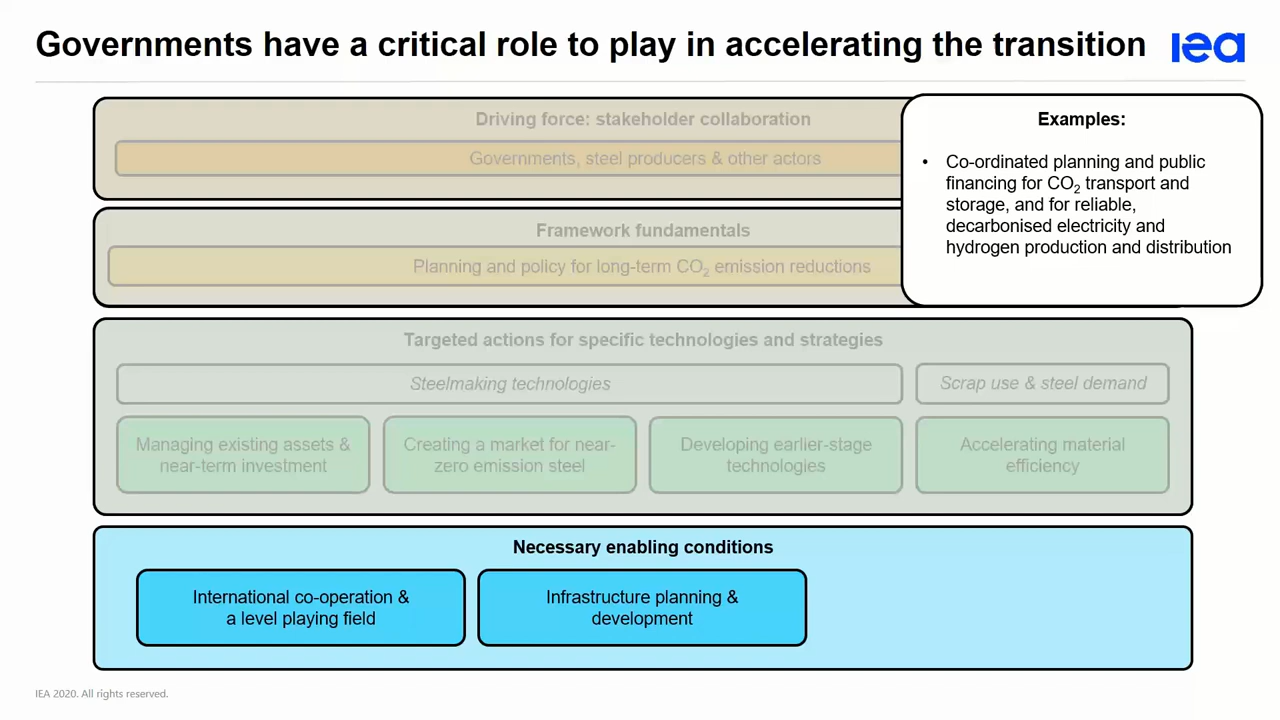 Governments have a critical role to play in accelerating the transition
iea
Driving force: stakeholder collaboration
Governments, steel producers & other actors
Examples:
• Co-ordinated planning and public
financing for CO₂ transport and
storage, and for reliable,
decarbonised electricity and
hydrogen production and distribution
Framework fundamentals
Planning and policy for long-term CO₂ emission reductions
Targeted actions for specific technologies and strategies
Steelmaking technologies
Scrap use & steel demand
Managing existing assets &
near-term investment
Creating a market for near-
zero emission steel
Developing earlier-stage
technologies
Accelerating material
efficiency
Necessary enabling conditions
International co-operation &
a level playing field
Infrastructure planning &
development
IEA 2020. All rights reserved.